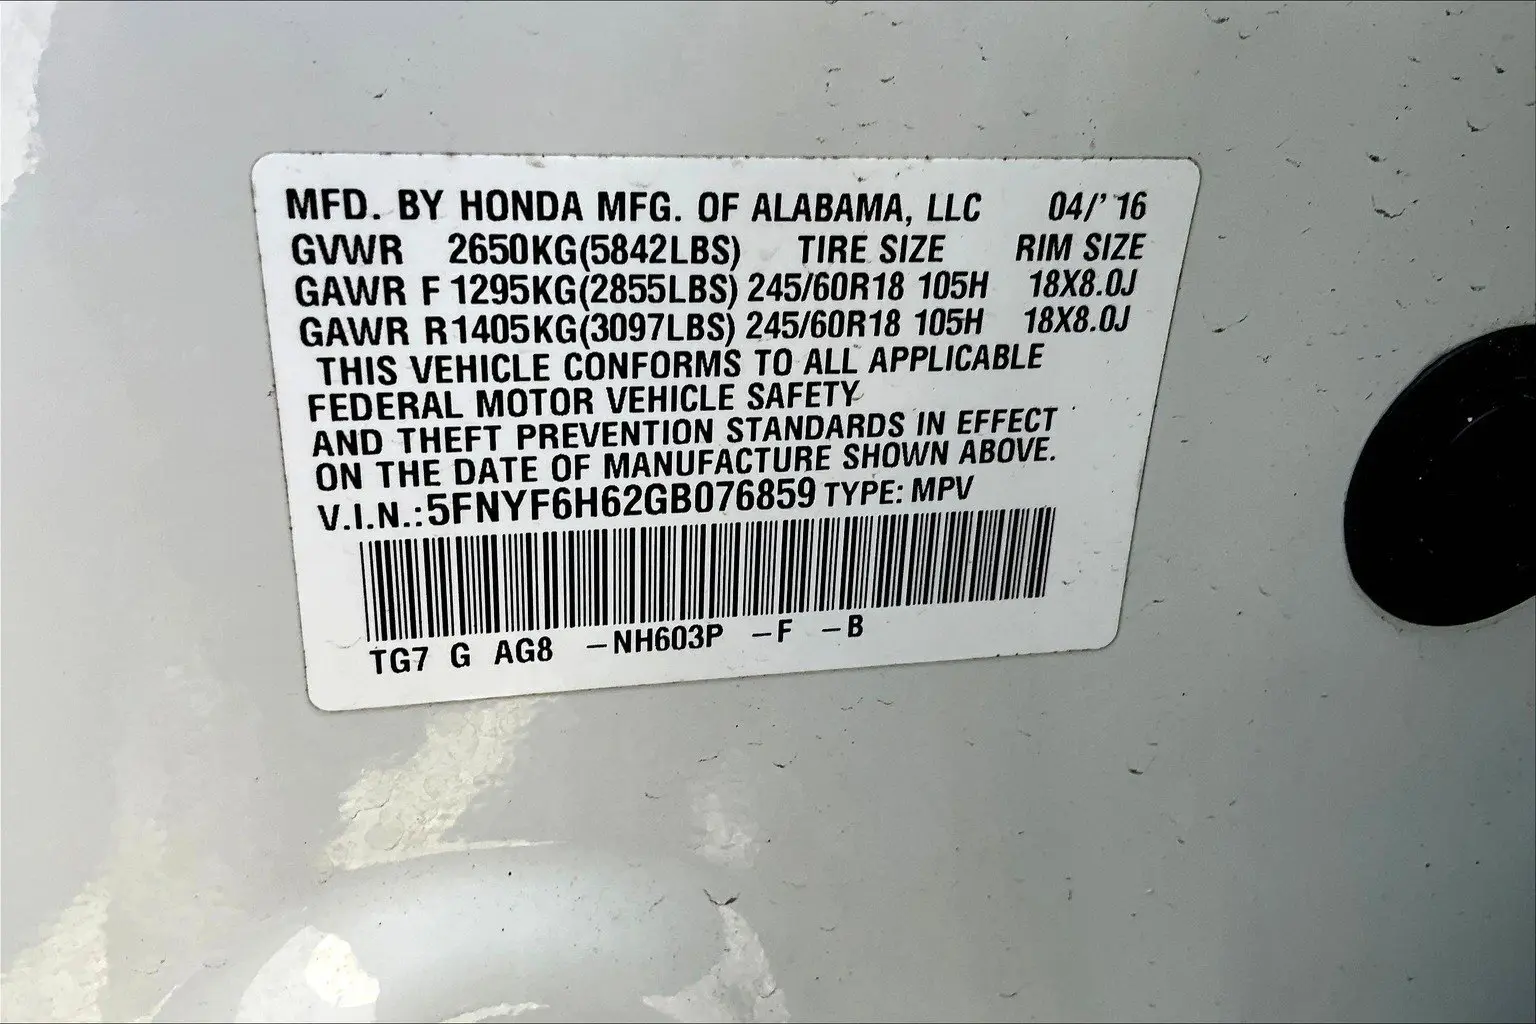 MFD. BY HONDA MFG. OF ALABAMA, LLC 04/'16
GVWR 2650KG(5842LBS) TIRE SIZE RIM SIZE
GAWR F 1295KG(2855LBS) 245/60R18 105H 18X8.0J
GAWR R1405KG(3097LBS) 245/60R18 105H 18X8.0J
THIS VEHICLE CONFORMS TO ALL APPLICABLE
FEDERAL MOTOR VEHICLE SAFETY
AND THEFT PREVENTION STANDARDS IN EFFECT
ON THE DATE OF MANUFACTURE SHOWN ABOVE.
V.I.N.:5FNYF6H62GB076859 TYPE: MPV
TG7 G AG8 -NH603P -F -B